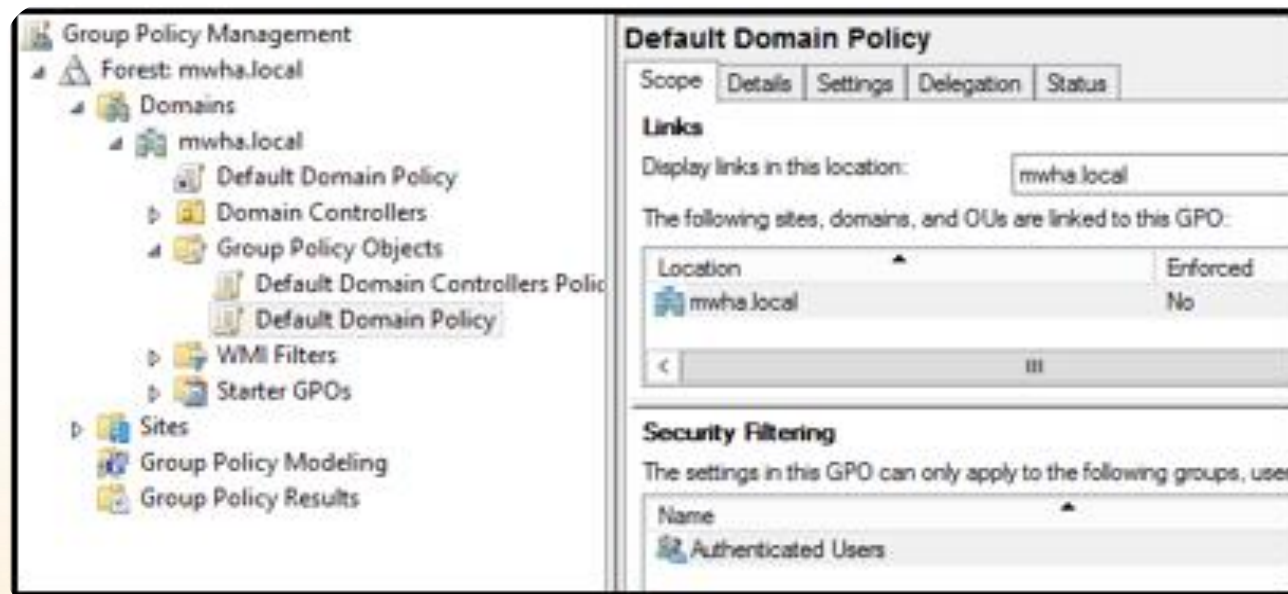 Group Policy Management
Forest: mwha.local
Domains
mwha.local
Default Domain Policy
Domain Controllers
Group Policy Objects
Default Domain Controllers Polic
Default Domain Policy
WMI Filters
Starter GPOs
Sites
Group Policy Modeling
Group Policy Results
Default Domain Policy
Scope Details Settings Delegation Status
Links
Display links in this location: mwha.local
The following sites, domains, and OUs are linked to this GPO:
Location Enforced
mwha.local No
Security Filtering
The settings in this GPO can only apply to the following groups, user
Name
Authenticated Users